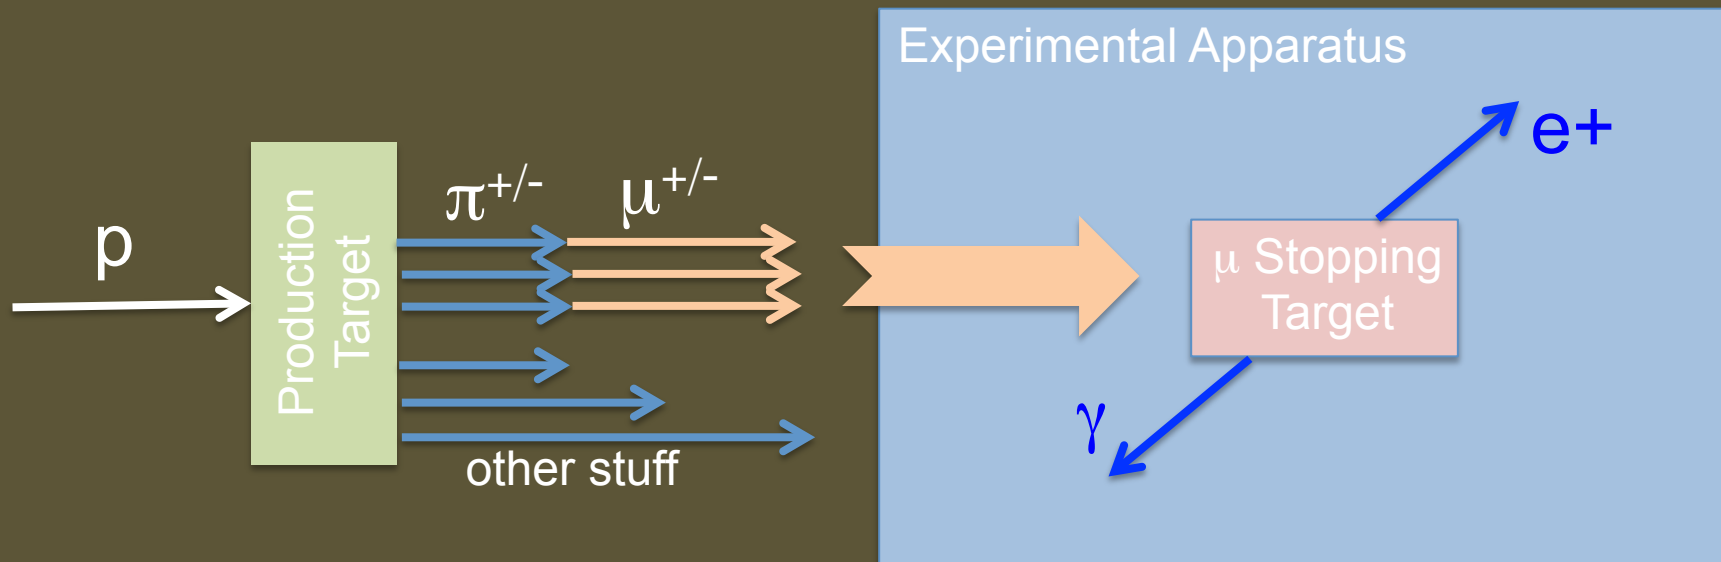 Experimental Apparatus
p
Production
Target
π+/-
μ+/-
other stuff
μ Stopping
Target
e+
γ